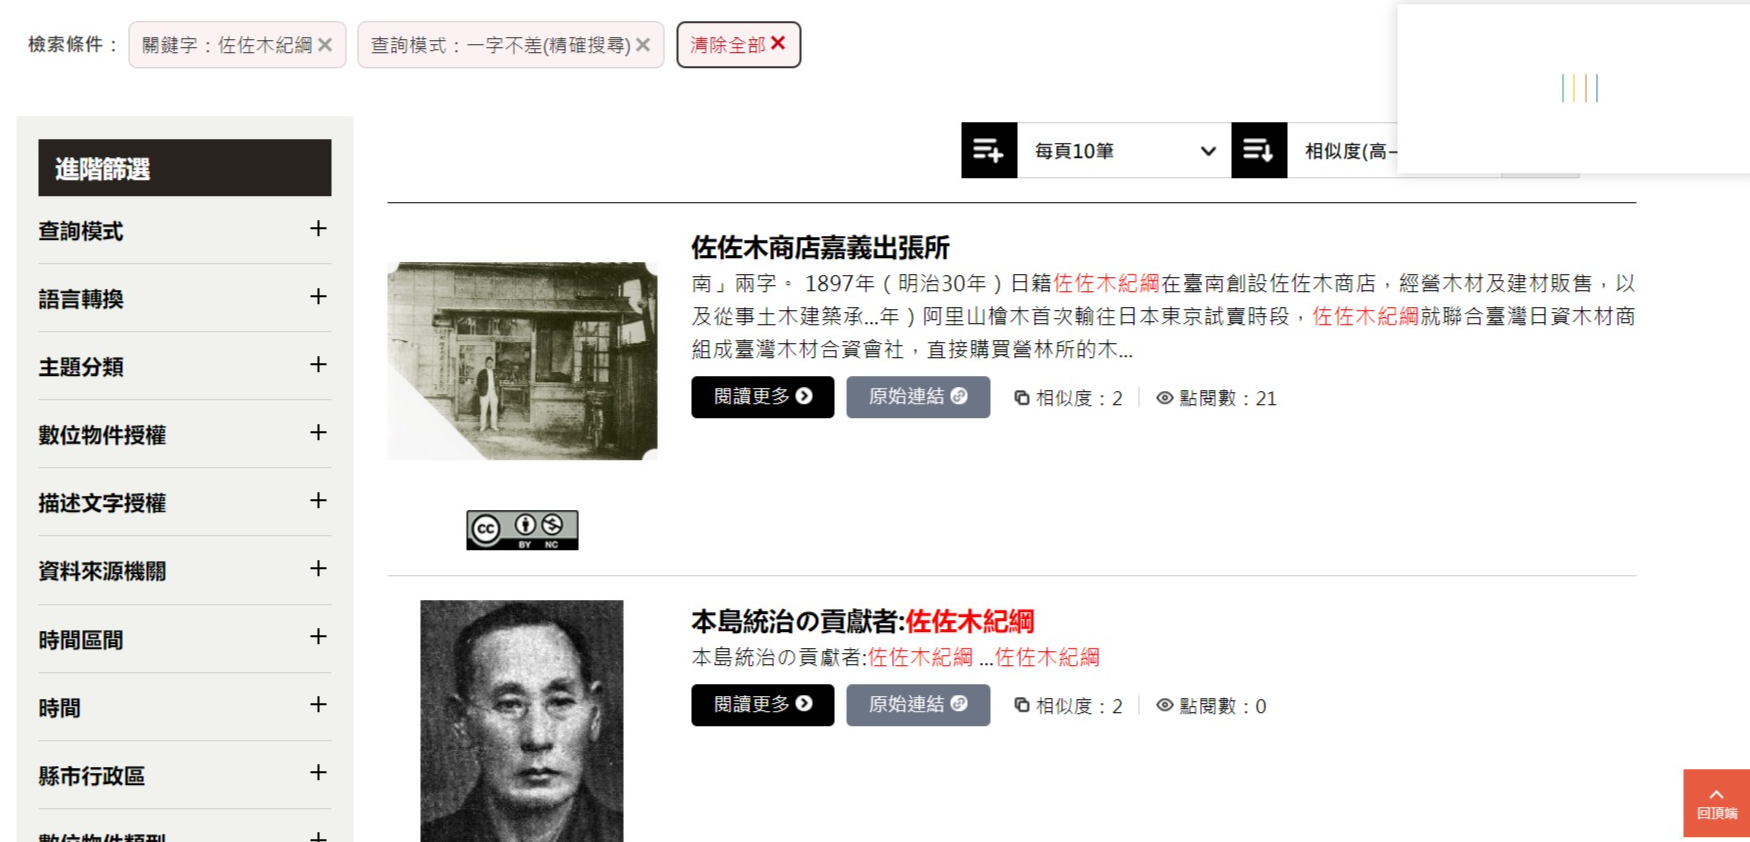 檢索條件：
關鍵字：佐佐木紀綱✕
查詢模式：一字不差(精確搜尋)✕
清除全部✕
每頁10筆
相似度(高–
進階篩選
查詢模式 +
語言轉換 +
主題分類 +
數位物件授權 +
描述文字授權 +
資料來源機關 +
時間區間 +
時間 +
縣市行政區 +
數位物件類型 +
佐佐木商店嘉義出張所
南」兩字。 1897年（明治30年）日籍佐佐木紀綱在臺南創設佐佐木商店，經營木材及建材販售，以
及從事土木建築承...年）阿里山檜木首次輸往日本東京試賣時段，佐佐木紀綱就聯合臺灣日資木材商
組成臺灣木材合資會社，直接購買營林所的木...
閱讀更多
原始連結
相似度：2
點閱數：21
cc BY NC
本島統治の貢獻者:佐佐木紀綱
本島統治の貢獻者:佐佐木紀綱 ...佐佐木紀綱
閱讀更多
原始連結
相似度：2
點閱數：0
回頂端